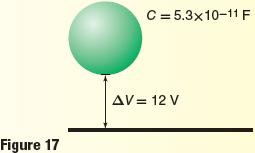 C = 5.3×10⁻¹¹ F
ΔV = 12 V
Figure 17